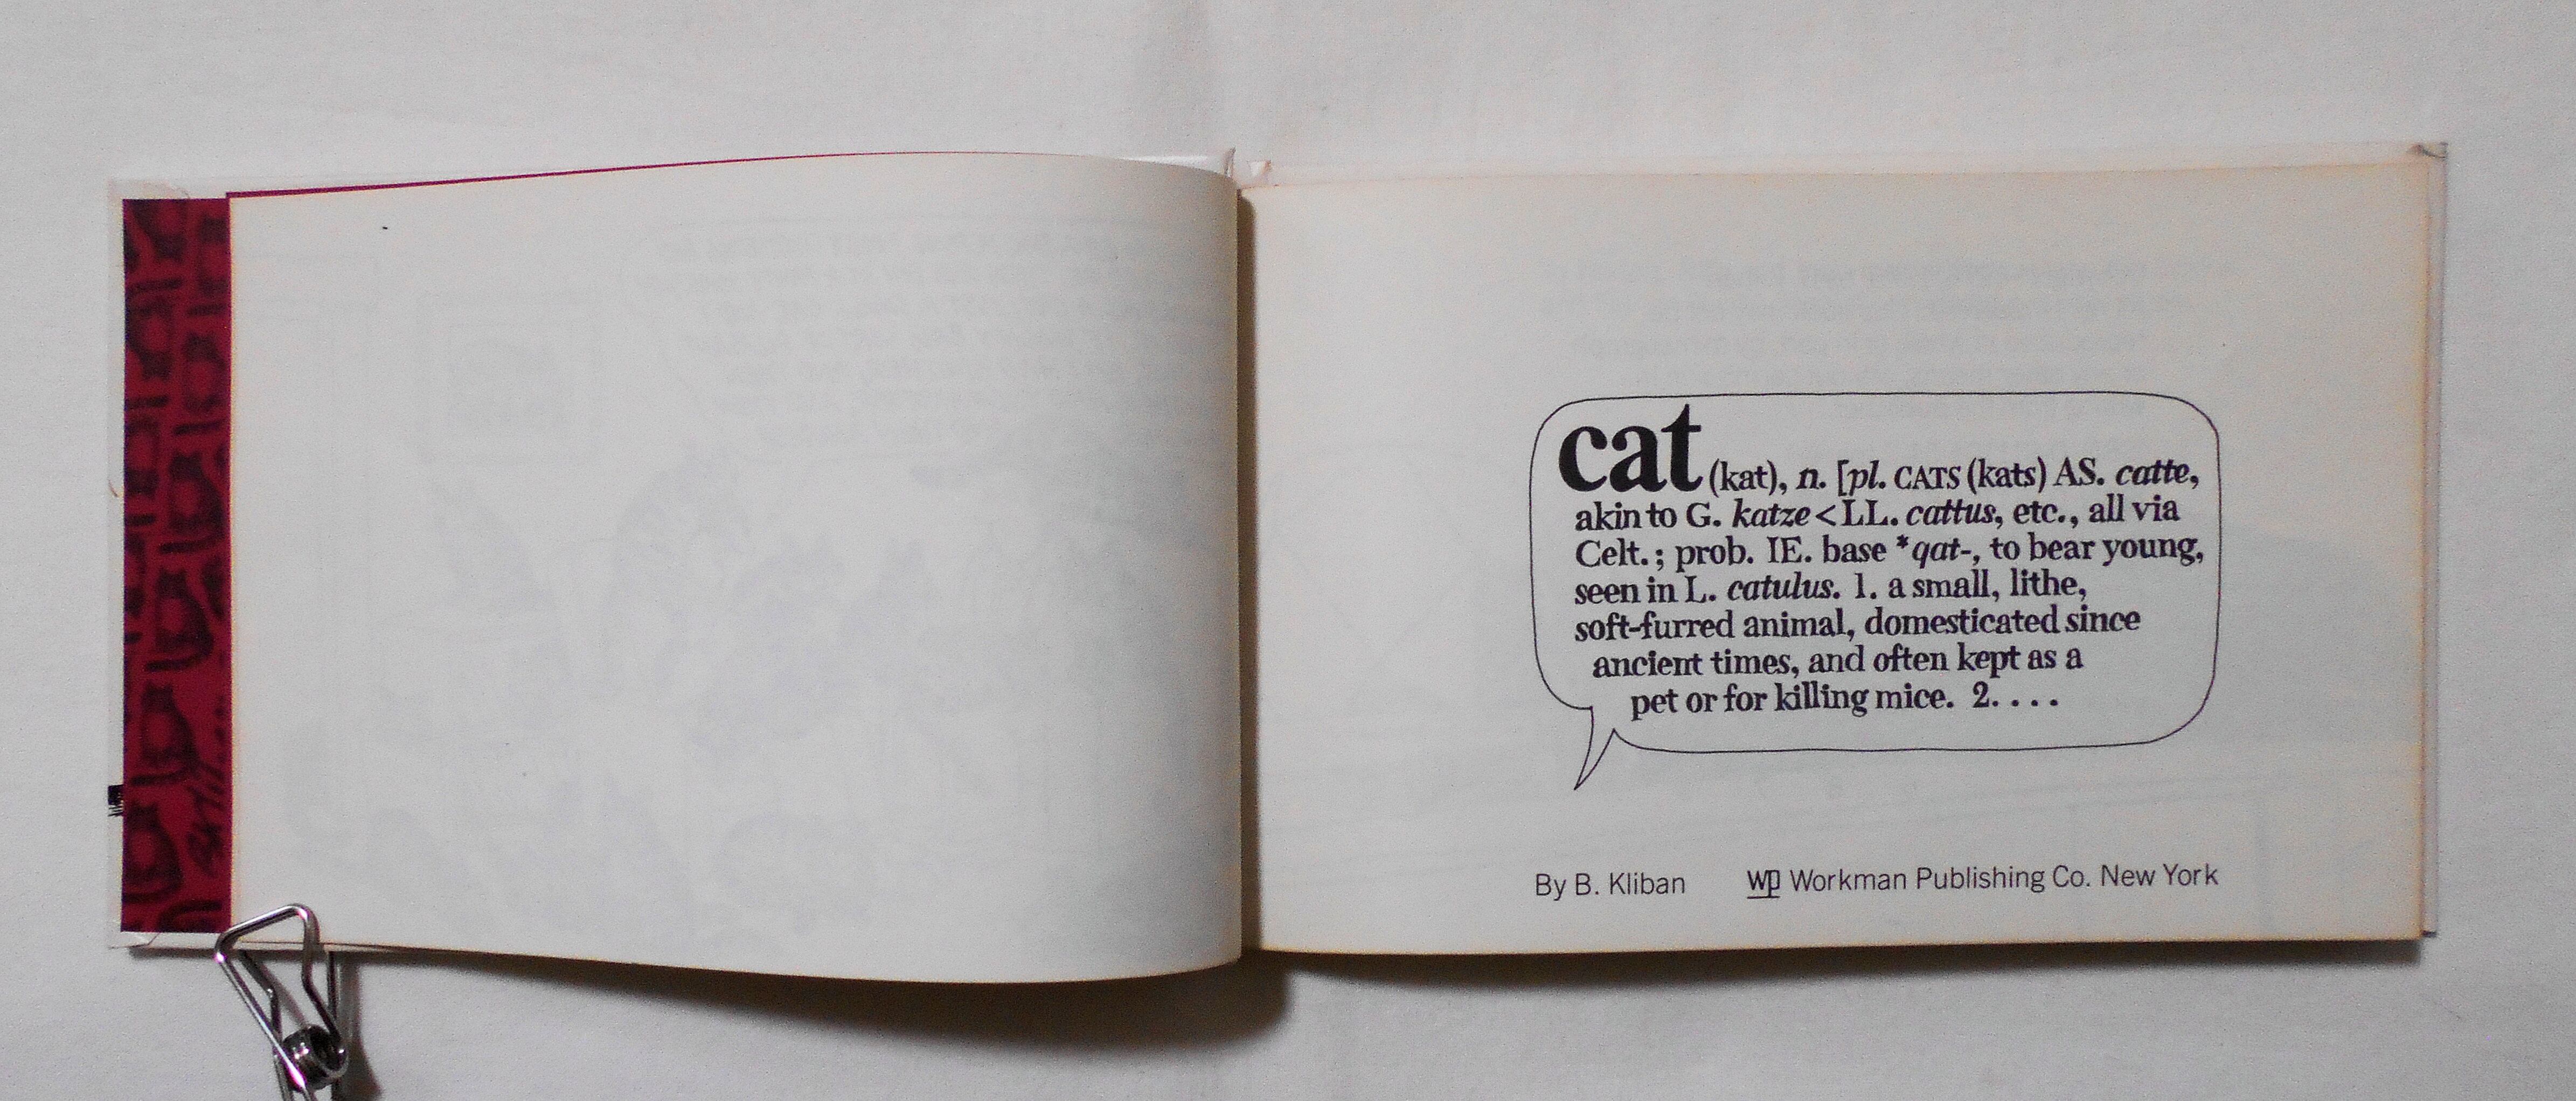 cat (kat), n. [pl. CATS (kats) AS. catte,
akin to G. katze < LL. cattus, etc., all via
Celt.; prob. IE. base *qat-, to bear young,
seen in L. catulus. 1. a small, lithe,
soft-furred animal, domesticated since
ancient times, and often kept as a
pet or for killing mice. 2. . . .
By B. Kliban
wp Workman Publishing Co. New York